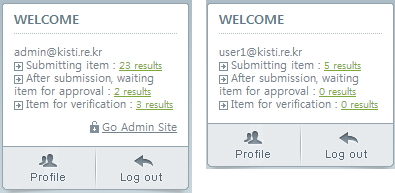 WELCOME
admin@kisti.re.kr
Submitting item : 23 results
After submission, waiting
item for approval : 2 results
Item for verification : 3 results
Go Admin Site
Profile
Log out
WELCOME
user1@kisti.re.kr
Submitting item : 5 results
After submission, waiting
item for approval : 0 results
Item for verification : 0 results
Profile
Log out